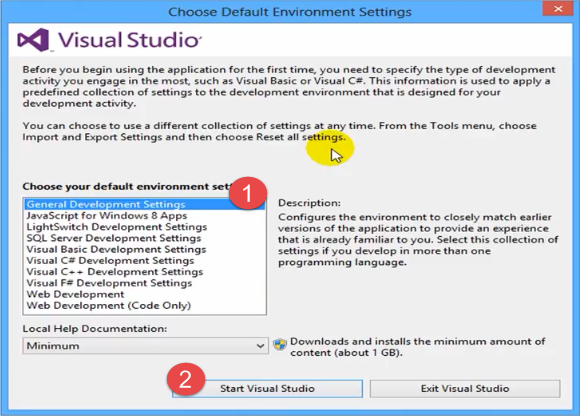 Choose Default Environment Settings
Visual Studio
Before you begin using the application for the first time, you need to specify the type of development
activity you engage in the most, such as Visual Basic or Visual C#. This information is used to apply a
predefined collection of settings to the development environment that is designed for your
development activity.
You can choose to use a different collection of settings at any time. From the Tools menu, choose
Import and Export Settings and then choose Reset all settings.
Choose your default environment
1
General Development Settings
JavaScript for Windows 8 Apps
LightSwitch Development Settings
SQL Server Development Settings
Visual Basic Development Settings
Visual C# Development Settings
Visual C++ Development Settings
Visual F# Development Settings
Web Development
Web Development (Code Only)
Description:
Configures the environment to closely match earlier
versions of the application to provide an experience
that is already familiar to you. Select this collection of
settings if you develop in more than one
programming language.
Local Help Documentation:
Minimum
Downloads and installs the minimum amount of
content (about 1 GB).
2
Start Visual Studio
Exit Visual Studio